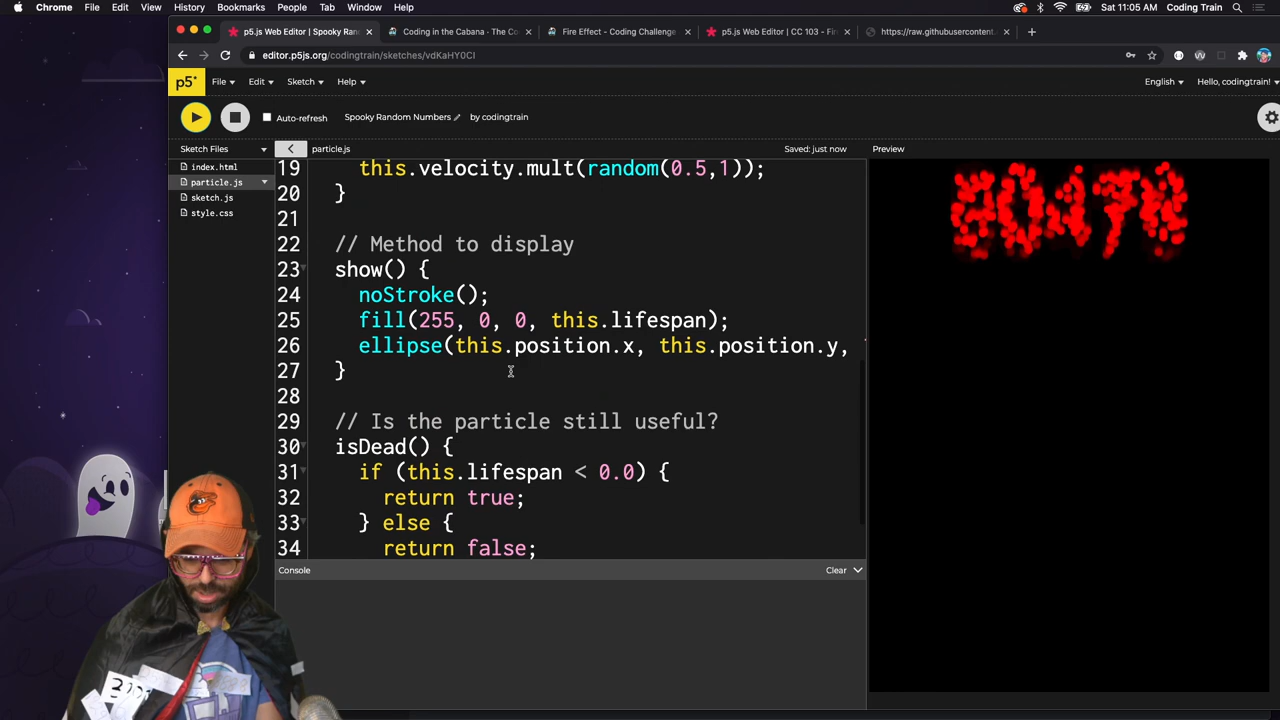 Chrome File Edit View History Bookmarks People Tab Window Help Sat 11:05 AM Coding Train
p5.js Web Editor | Spooky Ran Coding in the Cabana - The Co Fire Effect - Coding Challenge p5.js Web Editor | CC 103 - Fi https://raw.githubusercontent.
editor.p5js.org/codingtrain/sketches/vdKaHY0CI
p5* File Edit Sketch Help English Hello, codingtrain!
Auto-refresh Spooky Random Numbers by codingtrain
Sketch Files particle.js Saved: just now Preview
index.html
particle.js
sketch.js
style.css
19 this.velocity.mult(random(0.5,1));
20 }
21
22 // Method to display
23 show() {
24 noStroke();
25 fill(255, 0, 0, this.lifespan);
26 ellipse(this.position.x, this.position.y,
27 }
28
29 // Is the particle still useful?
30 isDead() {
31 if (this.lifespan < 0.0) {
32 return true;
33 } else {
34 return false;
Console Clear